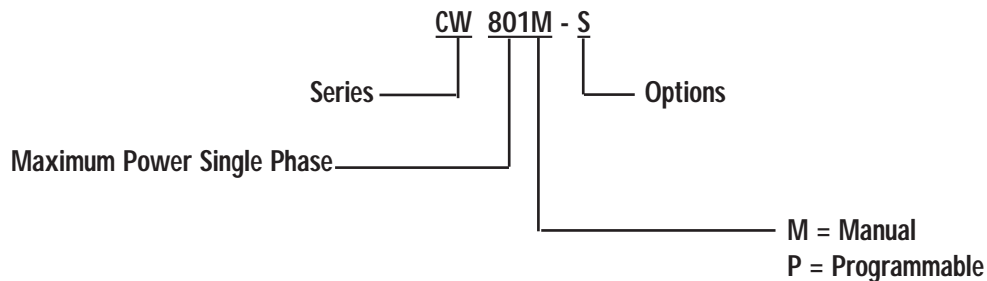 CW 801M - S
Series
Options
Maximum Power Single Phase
M = Manual
P = Programmable